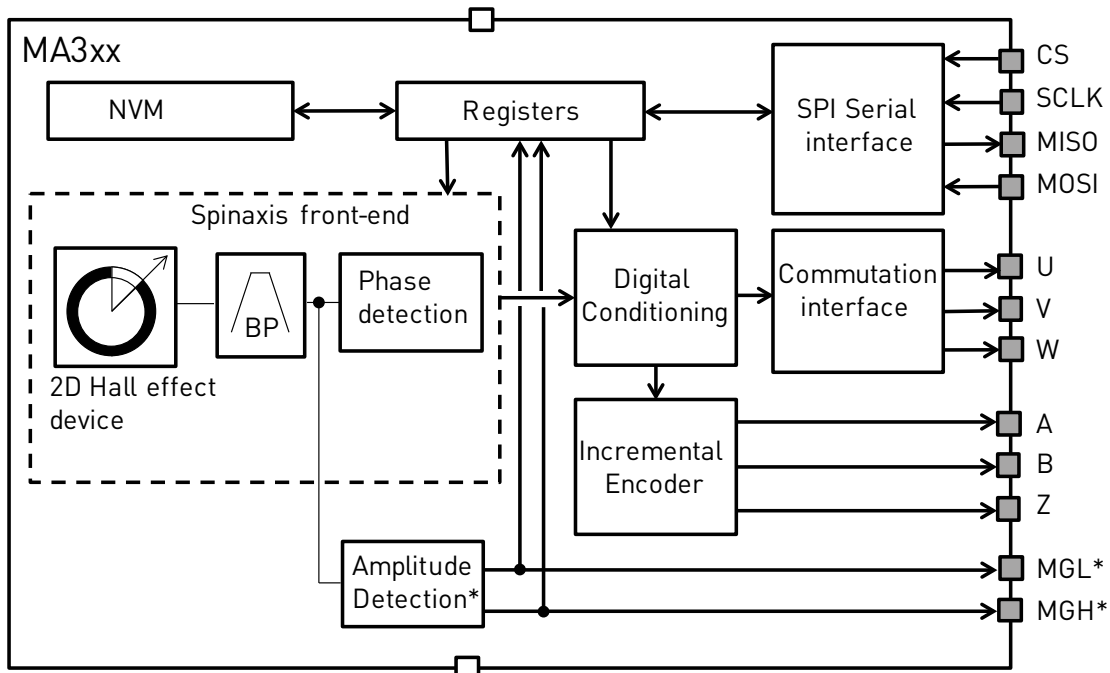 MA3xx
NVM
Registers
SPI Serial
interface
CS
SCLK
MISO
MOSI
Spinaxis front-end
BP
Phase
detection
2D Hall effect
device
Digital
Conditioning
Commutation
interface
U
V
W
Incremental
Encoder
A
B
Z
Amplitude
Detection*
MGL*
MGH*